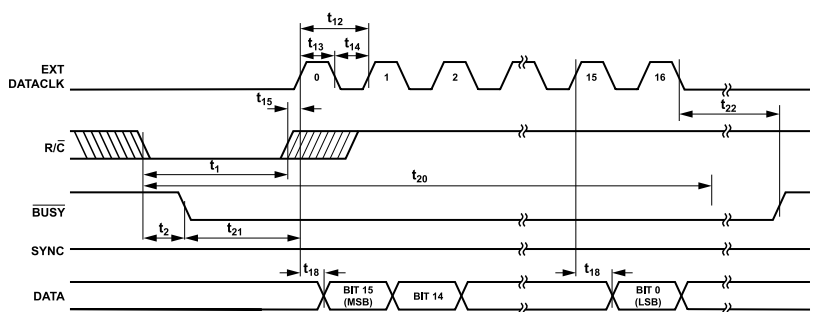 t12
t13 t14
EXT
DATACLK
0 1 2 15 16
t15
t22
R/C
t1
t20
BUSY
t2 t21
SYNC
t18 t18
DATA
BIT 15
(MSB)
BIT 14
BIT 0
(LSB)